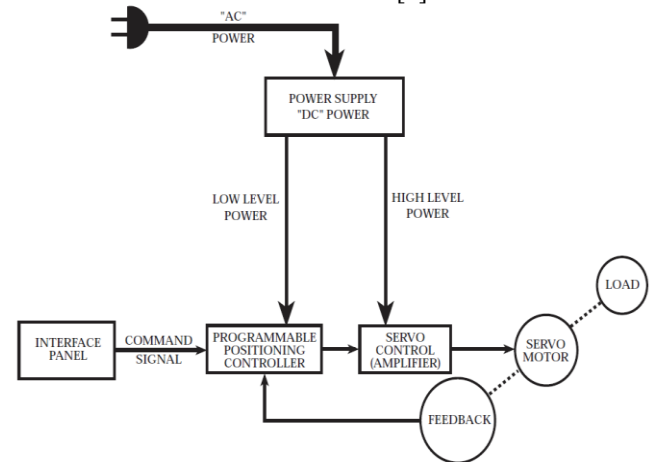 "AC"
POWER
POWER SUPPLY
"DC" POWER
LOW LEVEL
POWER
HIGH LEVEL
POWER
LOAD
INTERFACE
PANEL
COMMAND
SIGNAL
PROGRAMMABLE
POSITIONING
CONTROLLER
SERVO
CONTROL
(AMPLIFIER)
SERVO
MOTOR
FEEDBACK